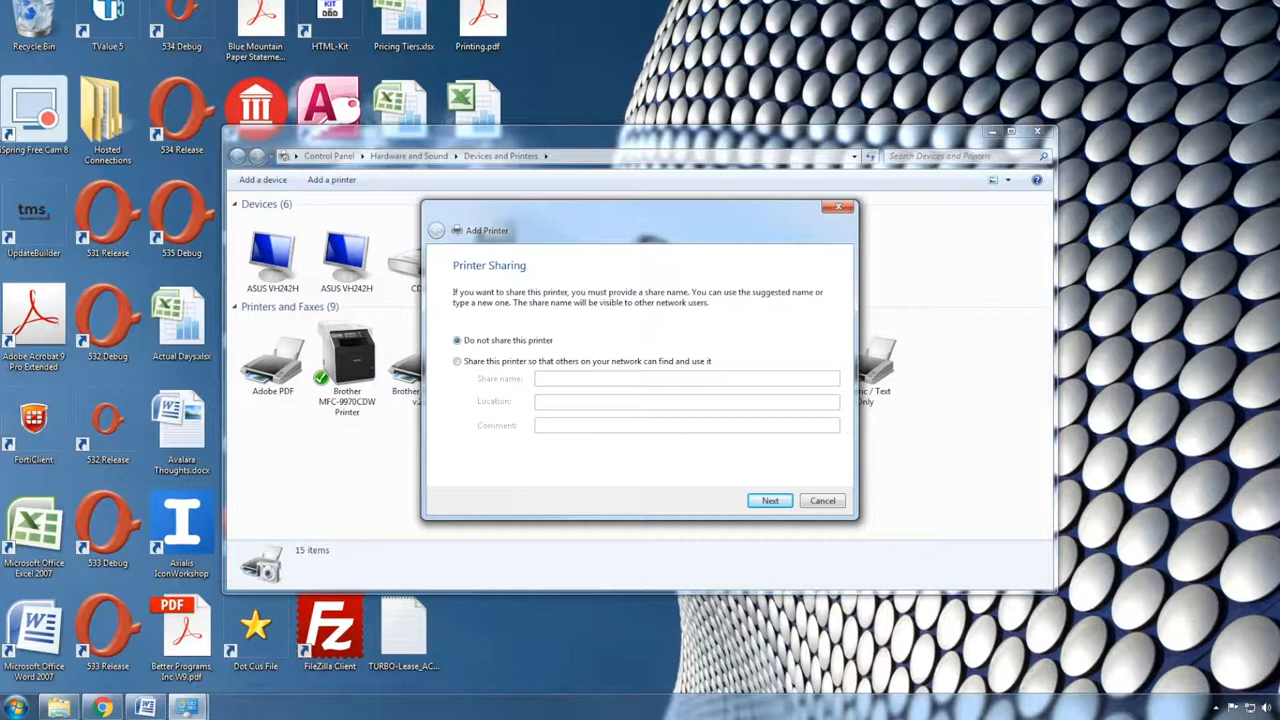 Recycle Bin
TValue 5
534 Debug
Blue Mountain
Paper Stateme...
HTML-Kit
Pricing Tiers.xlsx
Printing.pdf
iSpring Free Cam 8
Hosted
Connections
534 Release
tms
UpdateBuilder
531 Release
535 Debug
Adobe Acrobat 9
Pro Extended
532 Debug
Actual Days.xlsx
FortiClient
532 Release
Avalara
Thoughts.docx
Microsoft Office
Excel 2007
533 Debug
Axialis
IconWorkshop
Microsoft Office
Word 2007
533 Release
PDF
Better Programs,
Inc W9.pdf
Dot Cus File
FileZilla Client
TURBO-Lease_AC...
Control Panel
Hardware and Sound
Devices and Printers
Search Devices and Printers
Add a device
Add a printer
Devices (6)
ASUS VH242H
ASUS VH242H
CD
Printers and Faxes (9)
Adobe PDF
Brother
MFC-9970CDW
Printer
Brother
v.2
ric / Text
Only
15 items
Add Printer
Printer Sharing
If you want to share this printer, you must provide a share name. You can use the suggested name or
type a new one. The share name will be visible to other network users.
Do not share this printer
Share this printer so that others on your network can find and use it
Share name:
Location:
Comment:
Next
Cancel